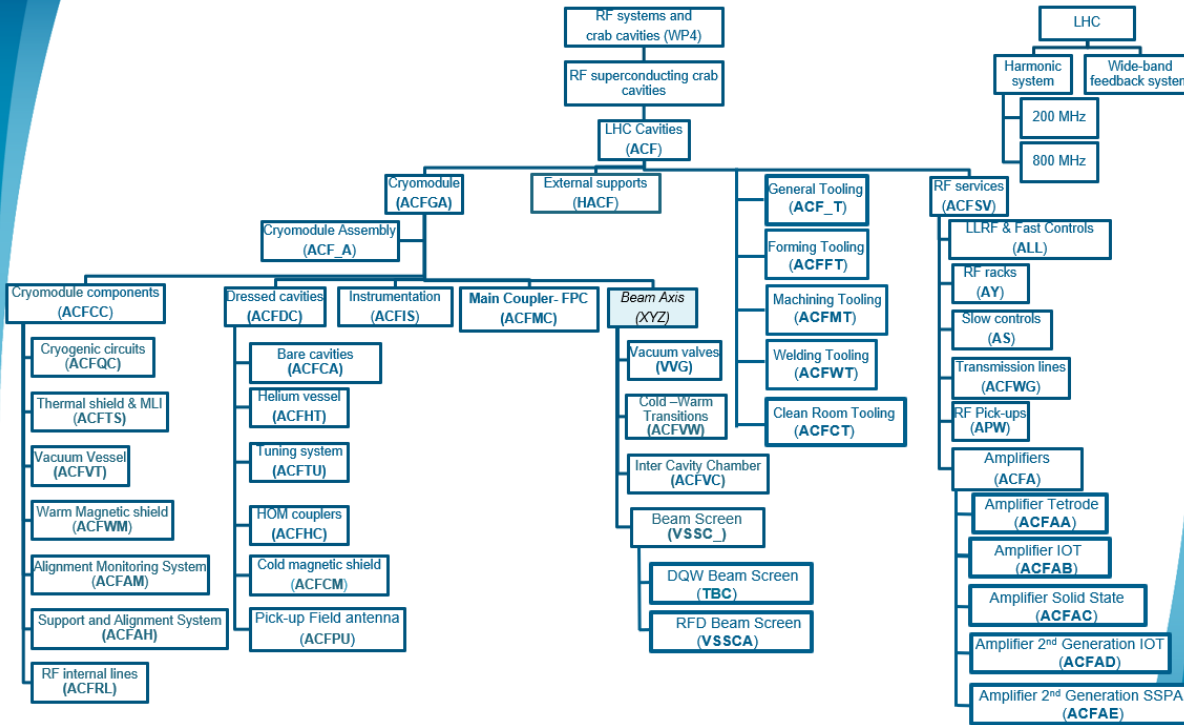 RF systems and
crab cavities (WP4)
RF superconducting crab
cavities
LHC Cavities
(ACF)
LHC
Harmonic
system
Wide-band
feedback system
200 MHz
800 MHz
Cryomodule
(ACFGA)
External supports
(HACF)
General Tooling
(ACF_T)
Forming Tooling
(ACFFT)
Machining Tooling
(ACFMT)
Welding Tooling
(ACFWT)
Clean Room Tooling
(ACFCT)
RF services
(ACFSV)
LLRF & Fast Controls
(ALL)
RF racks
(AY)
Slow controls
(AS)
Transmission lines
(ACFWG)
RF Pick-ups
(APW)
Amplifiers
(ACFA)
Amplifier Tetrode
(ACFAA)
Amplifier IOT
(ACFAB)
Amplifier Solid State
(ACFAC)
Amplifier 2nd Generation IOT
(ACFAD)
Amplifier 2nd Generation SSPA
(ACFAE)
Cryomodule Assembly
(ACF_A)
Cryomodule components
(ACFCC)
Cryogenic circuits
(ACFQC)
Thermal shield & MLI
(ACFTS)
Vacuum Vessel
(ACFVT)
Warm Magnetic shield
(ACFWM)
Alignment Monitoring System
(ACFAM)
Support and Alignment System
(ACFAH)
RF internal lines
(ACFRL)
Dressed cavities
(ACFDC)
Bare cavities
(ACFCA)
Helium vessel
(ACFHT)
Tuning system
(ACFTU)
HOM couplers
(ACFHC)
Cold magnetic shield
(ACFCM)
Pick-up Field antenna
(ACFPU)
Instrumentation
(ACFIS)
Main Coupler- FPC
(ACFMC)
Beam Axis
(XYZ)
Vacuum valves
(VVG)
Cold –Warm
Transitions
(ACFVW)
Inter Cavity Chamber
(ACFVC)
Beam Screen
(VSSC_)
DQW Beam Screen
(TBC)
RFD Beam Screen
(VSSCA)